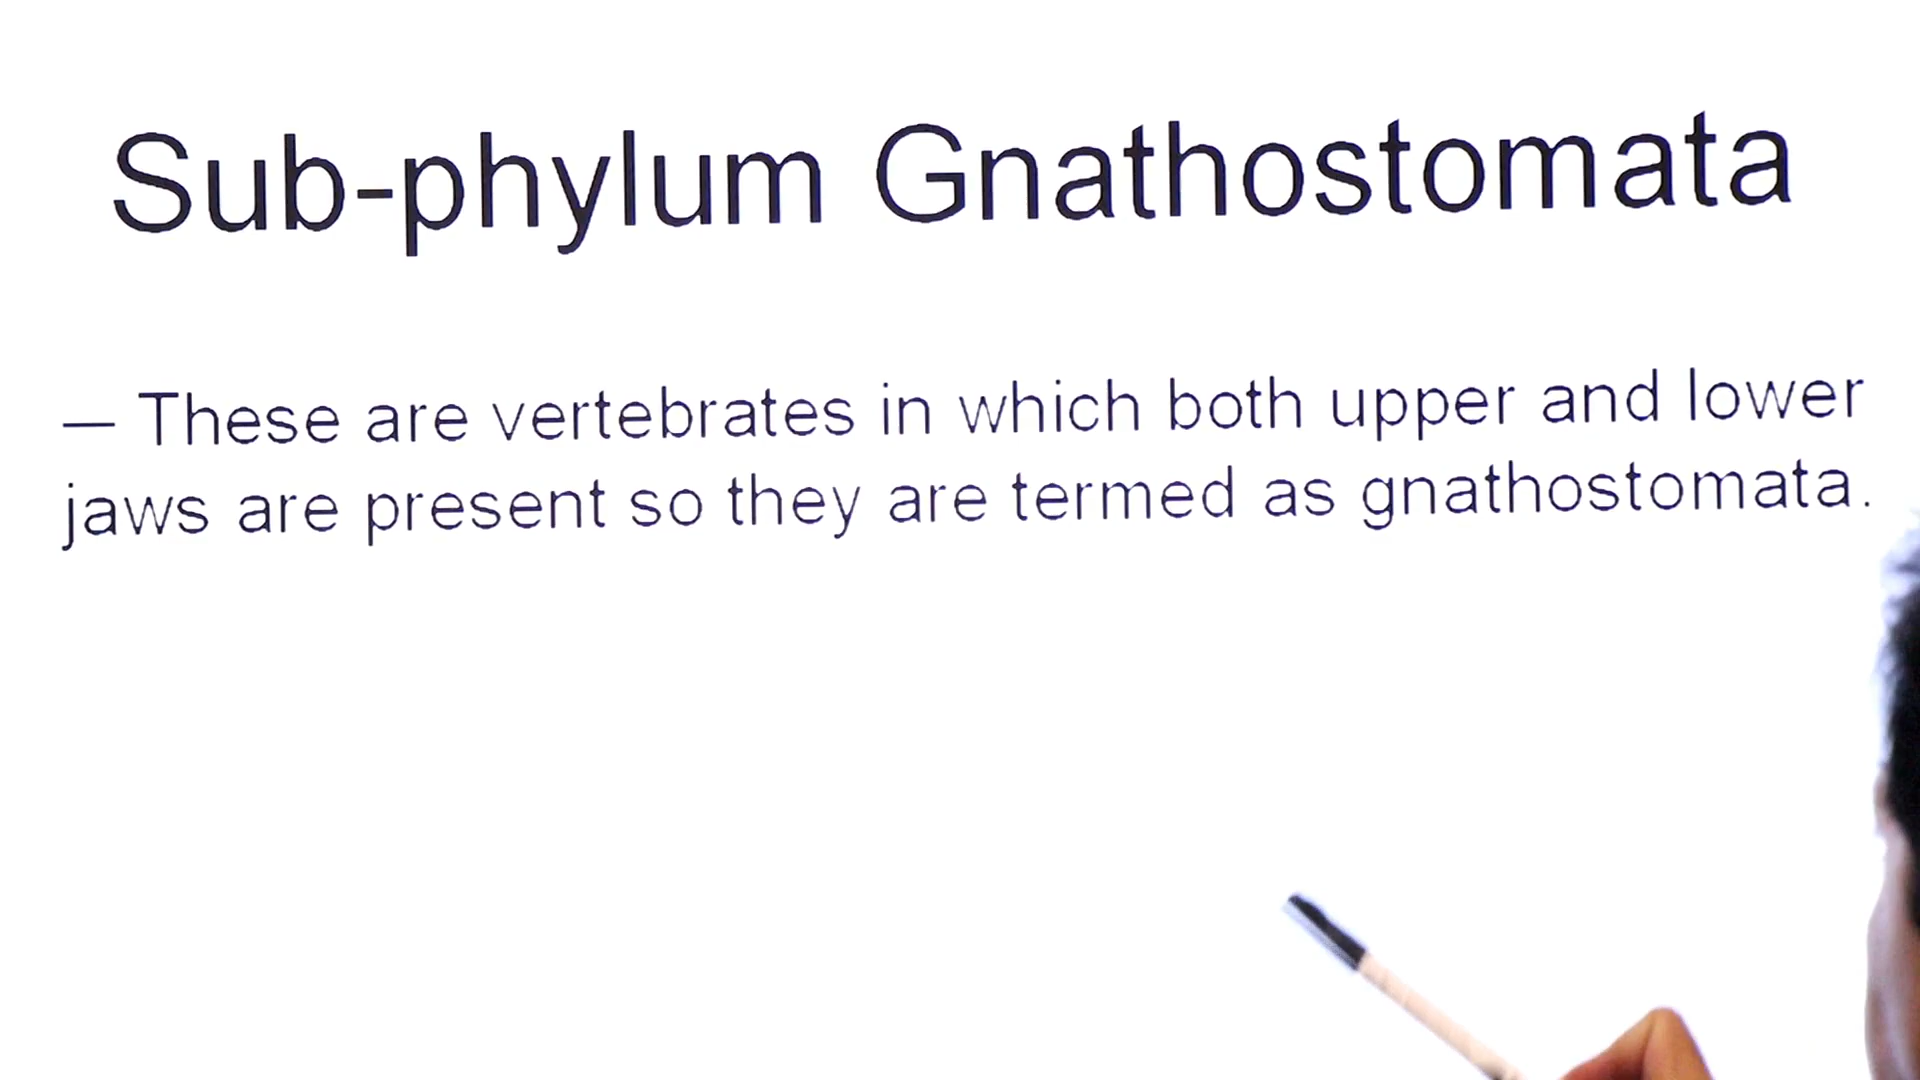 Sub-phylum Gnathostomata
— These are vertebrates in which both upper and lower
jaws are present so they are termed as gnathostomata.